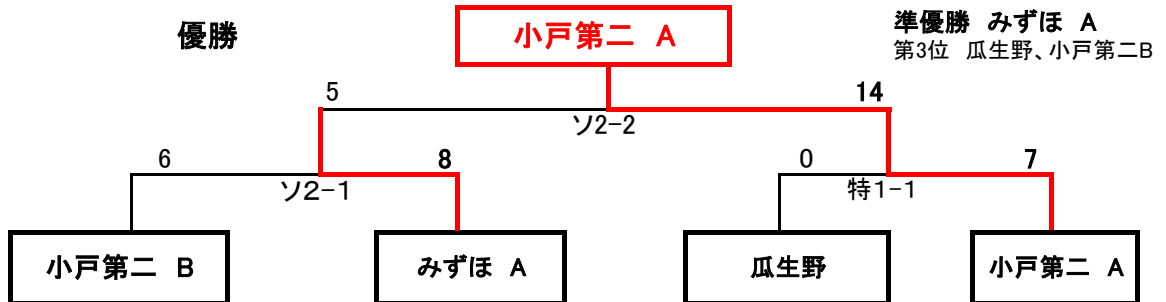 優勝
小戸第二 A
準優勝 みずほ A
第3位 瓜生野、小戸第二B
5
14
ソ2-2
6
8
0
7
ソ2-1
特1-1
小戸第二 B
みずほ A
瓜生野
小戸第二 A